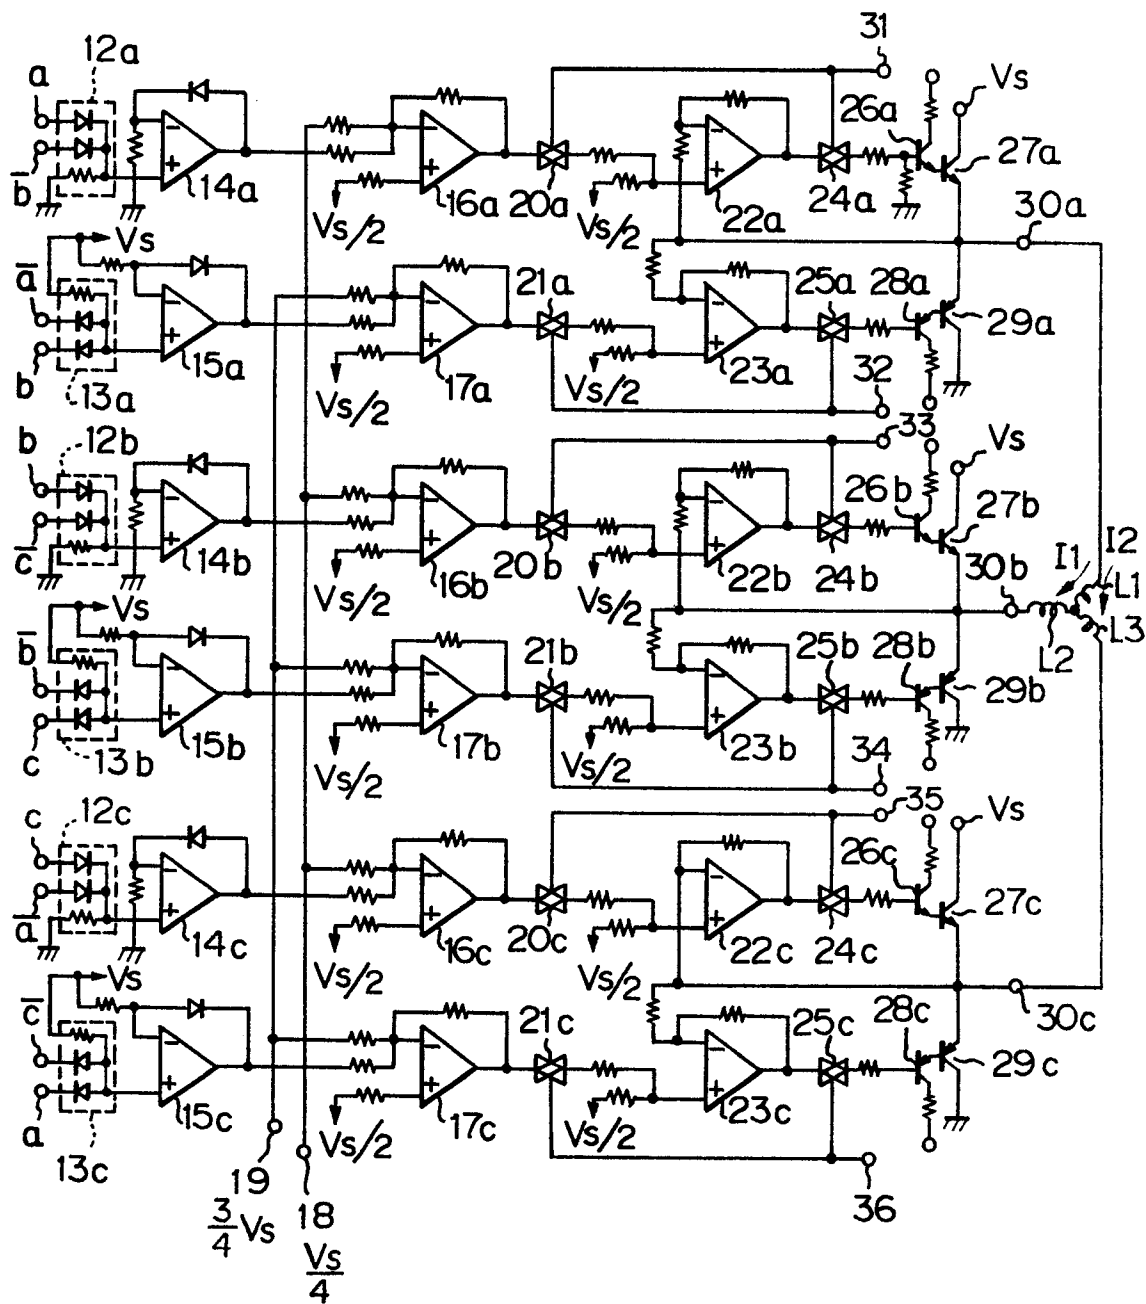 31
12a
a
Vs
26a
b̅
14a
16a
20a
22a
24a
27a
30a
Vs/2
Vs/2
Vs
a̅
21a
25a
28a
29a
b
13a
15a
17a
23a
32
Vs/2
Vs/2
33
b
12b
Vs
26b
27b
c̅
14b
16b
20b
22b
24b
30b
I1
I2
L1
Vs/2
Vs/2
Vs
L3
L2
b̅
21b
25b
28b
29b
c
13b
15b
17b
23b
34
Vs/2
Vs/2
35
c
12c
Vs
26c
27c
a̅
14c
16c
20c
22c
24c
Vs
Vs/2
Vs/2
c̅
21c
25c
28c
30c
29c
a
13c
15c
17c
23c
Vs/2
Vs/2
19
3/4 Vs
18
Vs/4
36